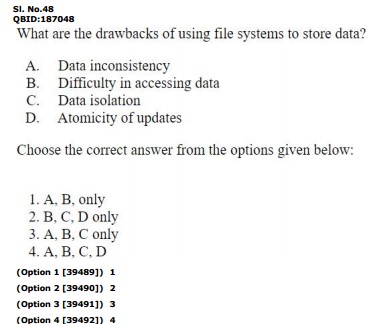 Sl. No.48
QBID:187048
What are the drawbacks of using file systems to store data?
A. Data inconsistency
B. Difficulty in accessing data
C. Data isolation
D. Atomicity of updates
Choose the correct answer from the options given below:
1. A, B, only
2. B, C, D only
3. A, B, C only
4. A, B, C, D
(Option 1 [39489]) 1
(Option 2 [39490]) 2
(Option 3 [39491]) 3
(Option 4 [39492]) 4